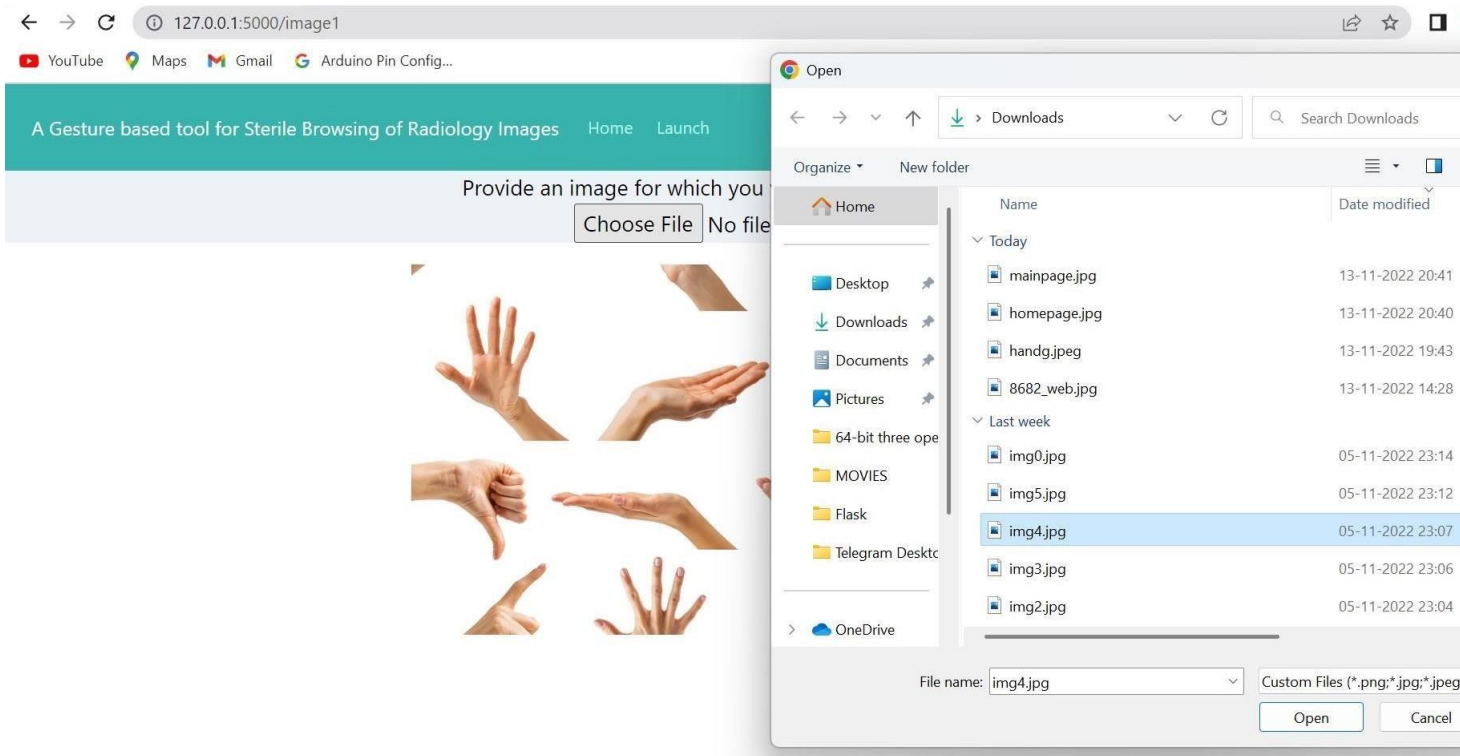 127.0.0.1:5000/image1
YouTube Maps Gmail Arduino Pin Config...
A Gesture based tool for Sterile Browsing of Radiology Images Home Launch
Provide an image for which you
Choose File No file
Open
Downloads Search Downloads
Organize New folder
Home
Desktop
Downloads
Documents
Pictures
64-bit three ope
MOVIES
Flask
Telegram Deskto
OneDrive
Name Date modified
Today
mainpage.jpg 13-11-2022 20:41
homepage.jpg 13-11-2022 20:40
handg.jpeg 13-11-2022 19:43
8682_web.jpg 13-11-2022 14:28
Last week
img0.jpg 05-11-2022 23:14
img5.jpg 05-11-2022 23:12
img4.jpg 05-11-2022 23:07
img3.jpg 05-11-2022 23:06
img2.jpg 05-11-2022 23:04
File name: img4.jpg Custom Files (*.png;*.jpg;*.jpeg
Open Cancel